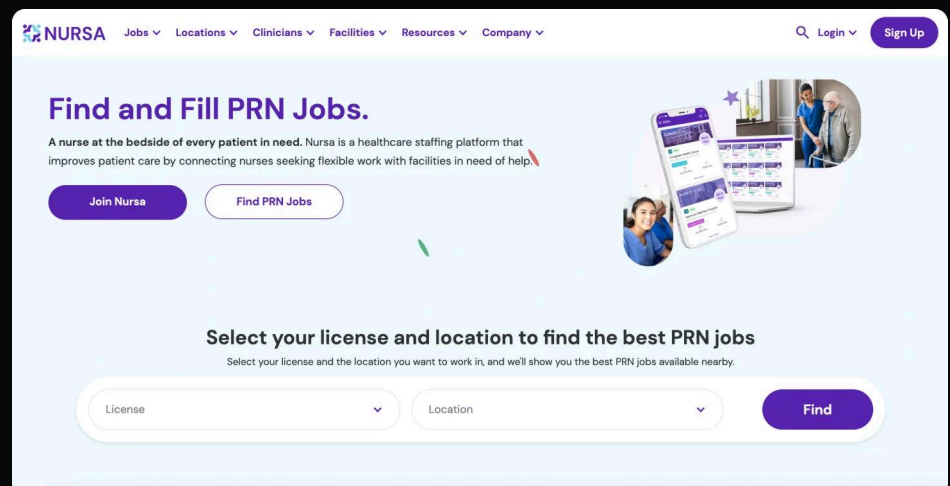 NURSA
Jobs
Locations
Clinicians
Facilities
Resources
Company
Login
Sign Up
Find and Fill PRN Jobs.
A nurse at the bedside of every patient in need. Nursa is a healthcare staffing platform that
improves patient care by connecting nurses seeking flexible work with facilities in need of help.
Join Nursa
Find PRN Jobs
Select your license and location to find the best PRN jobs
Select your license and the location you want to work in, and we'll show you the best PRN jobs available nearby.
License
Location
Find